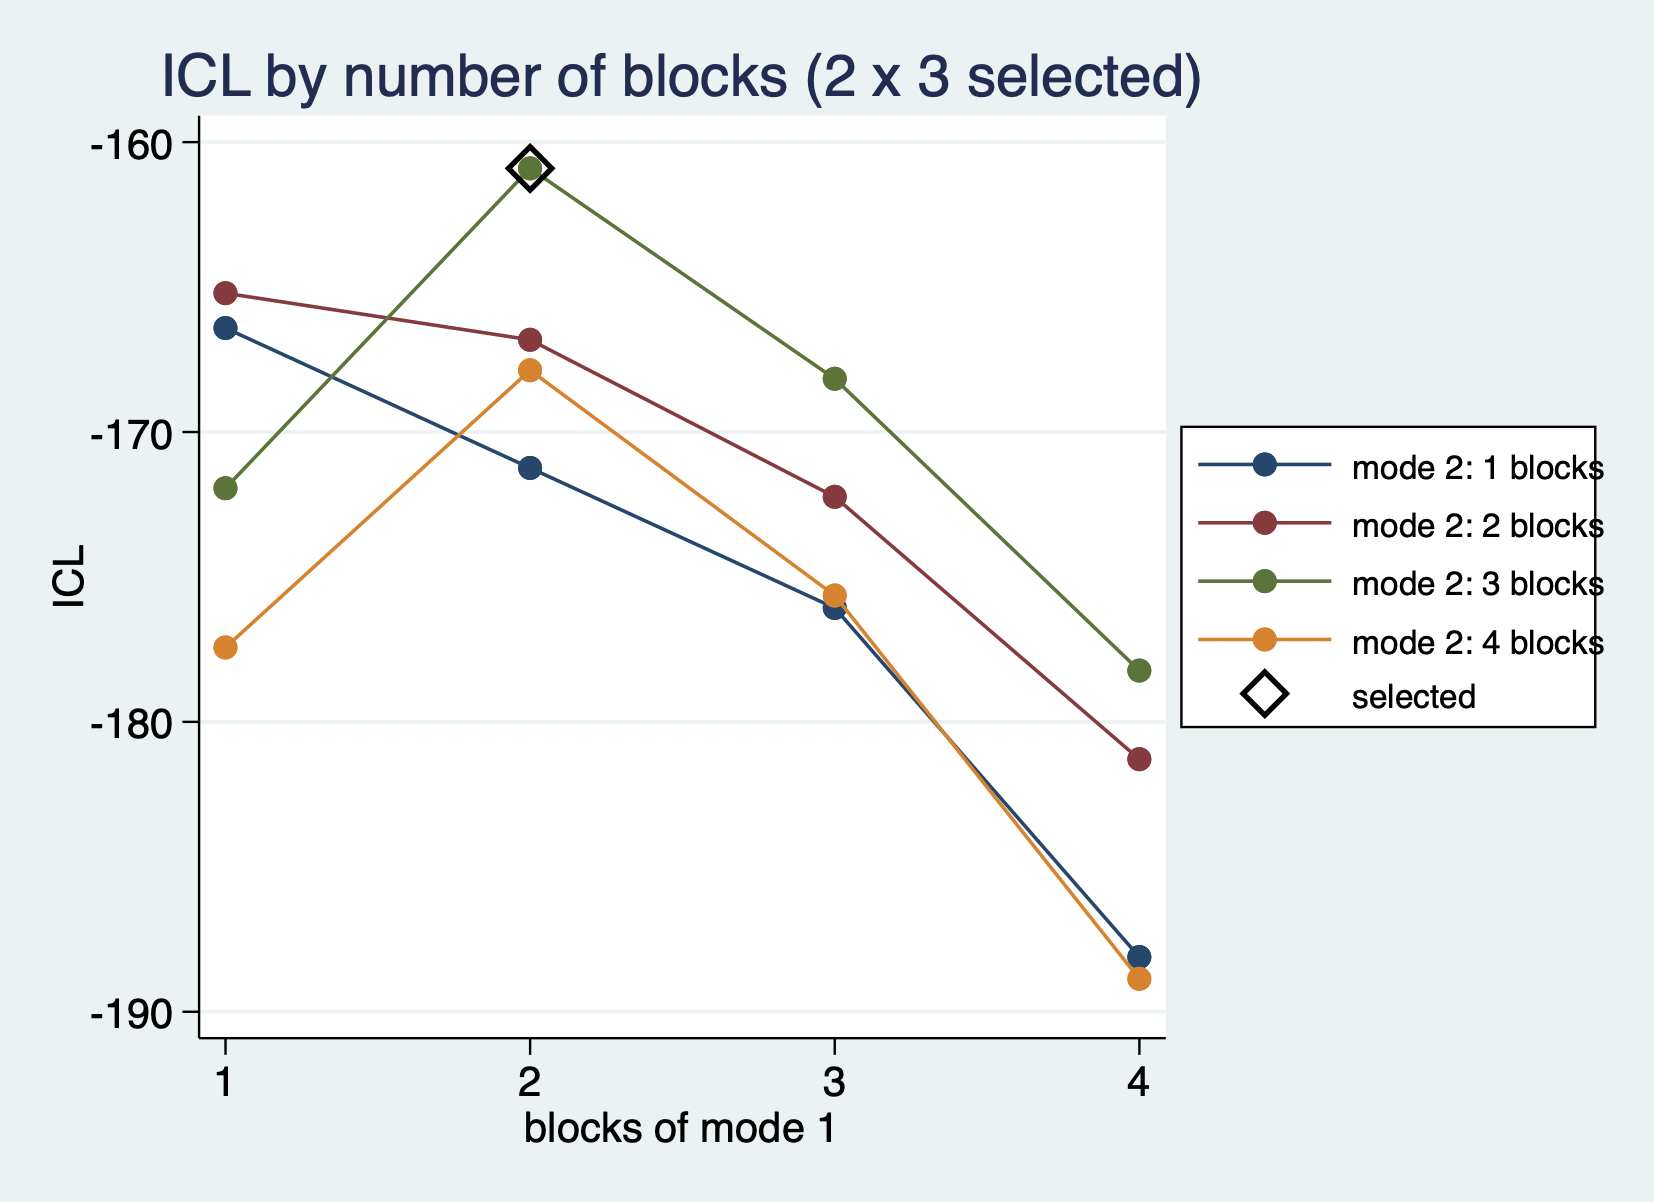 ICL by number of blocks (2 x 3 selected)
-160
-170
-180
-190
ICL
1 2 3 4
blocks of mode 1
mode 2: 1 blocks
mode 2: 2 blocks
mode 2: 3 blocks
mode 2: 4 blocks
selected